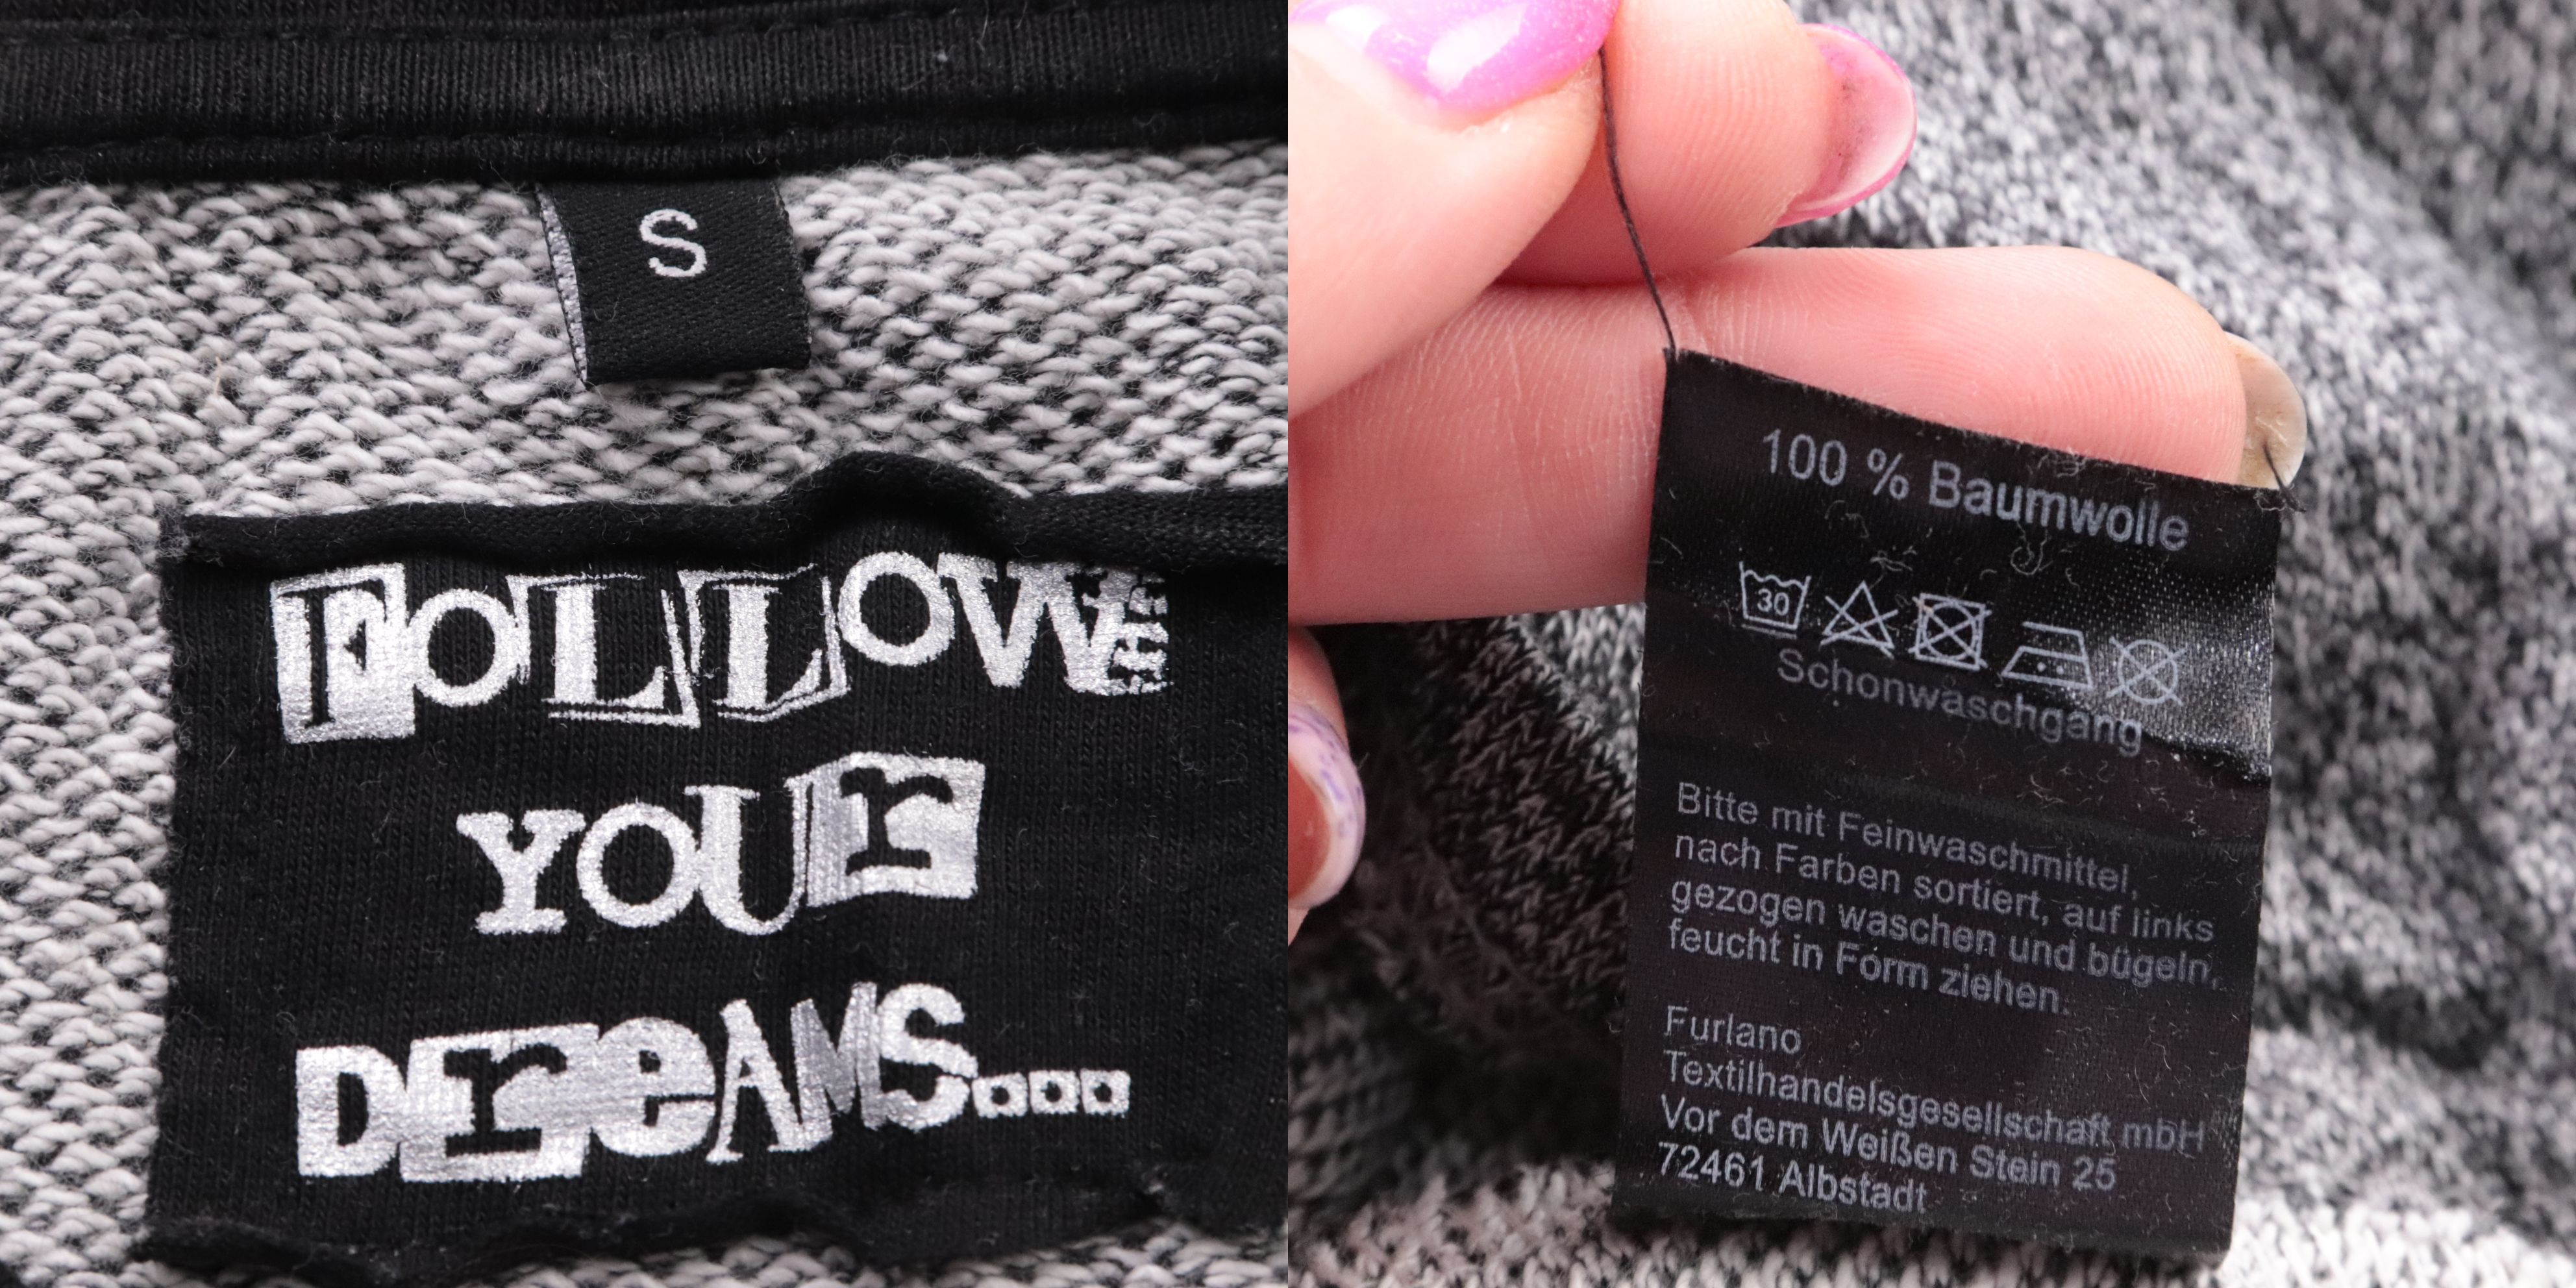 S
FOLLOW
YOUr
DreAMS....
100 % Baumwolle
30
Schonwaschgang
Bitte mit Feinwaschmittel,
nach Farben sortiert, auf links
gezogen waschen und bügeln,
feucht in Form ziehen.
Furlano
Textilhandelsgesellschaft mbH
Vor dem Weißen Stein 25
72461 Albstadt